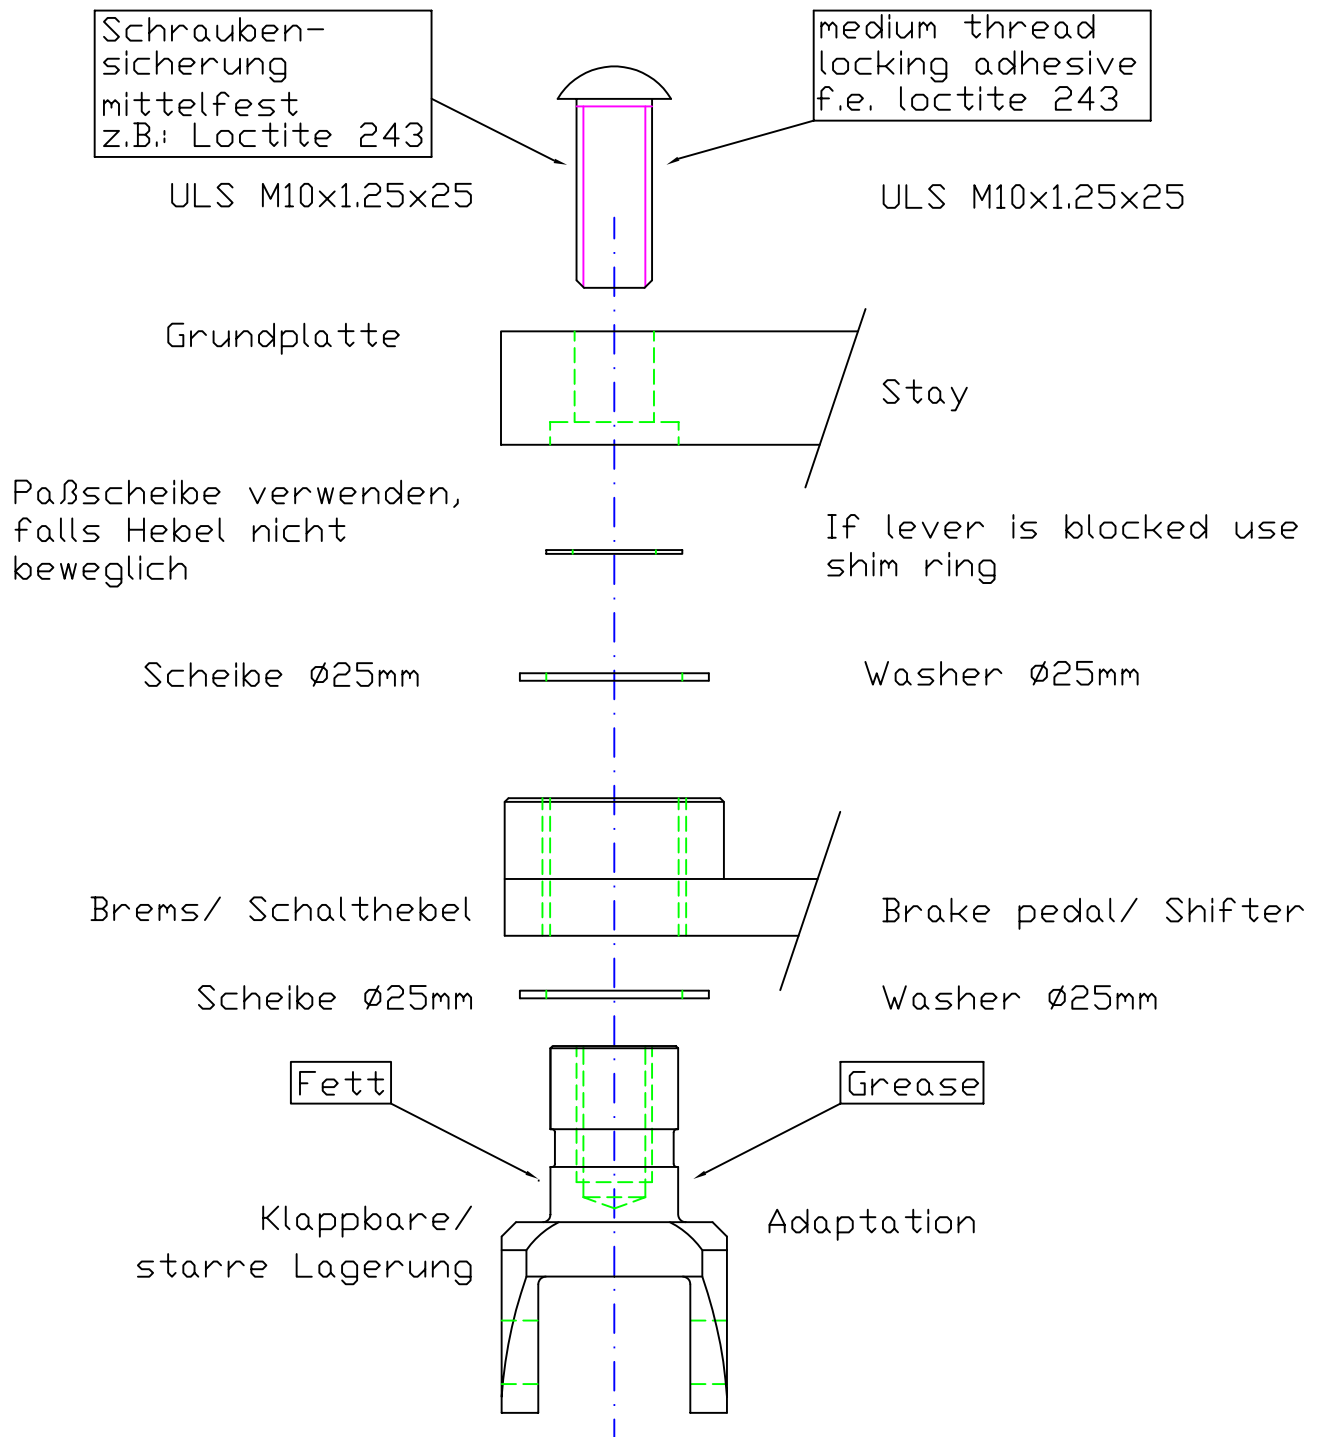 Schrauben-
sicherung
mittelfest
z.B.: Loctite 243
medium thread
locking adhesive
f.e. loctite 243
ULS M10x1.25x25
ULS M10x1.25x25
Grundplatte
Stay
Paßscheibe verwenden,
falls Hebel nicht
beweglich
If lever is blocked use
shim ring
Scheibe Ø25mm
Washer Ø25mm
Brems/ Schalthebel
Brake pedal/ Shifter
Scheibe Ø25mm
Washer Ø25mm
Fett
Grease
Klappbare/
starre Lagerung
Adaptation